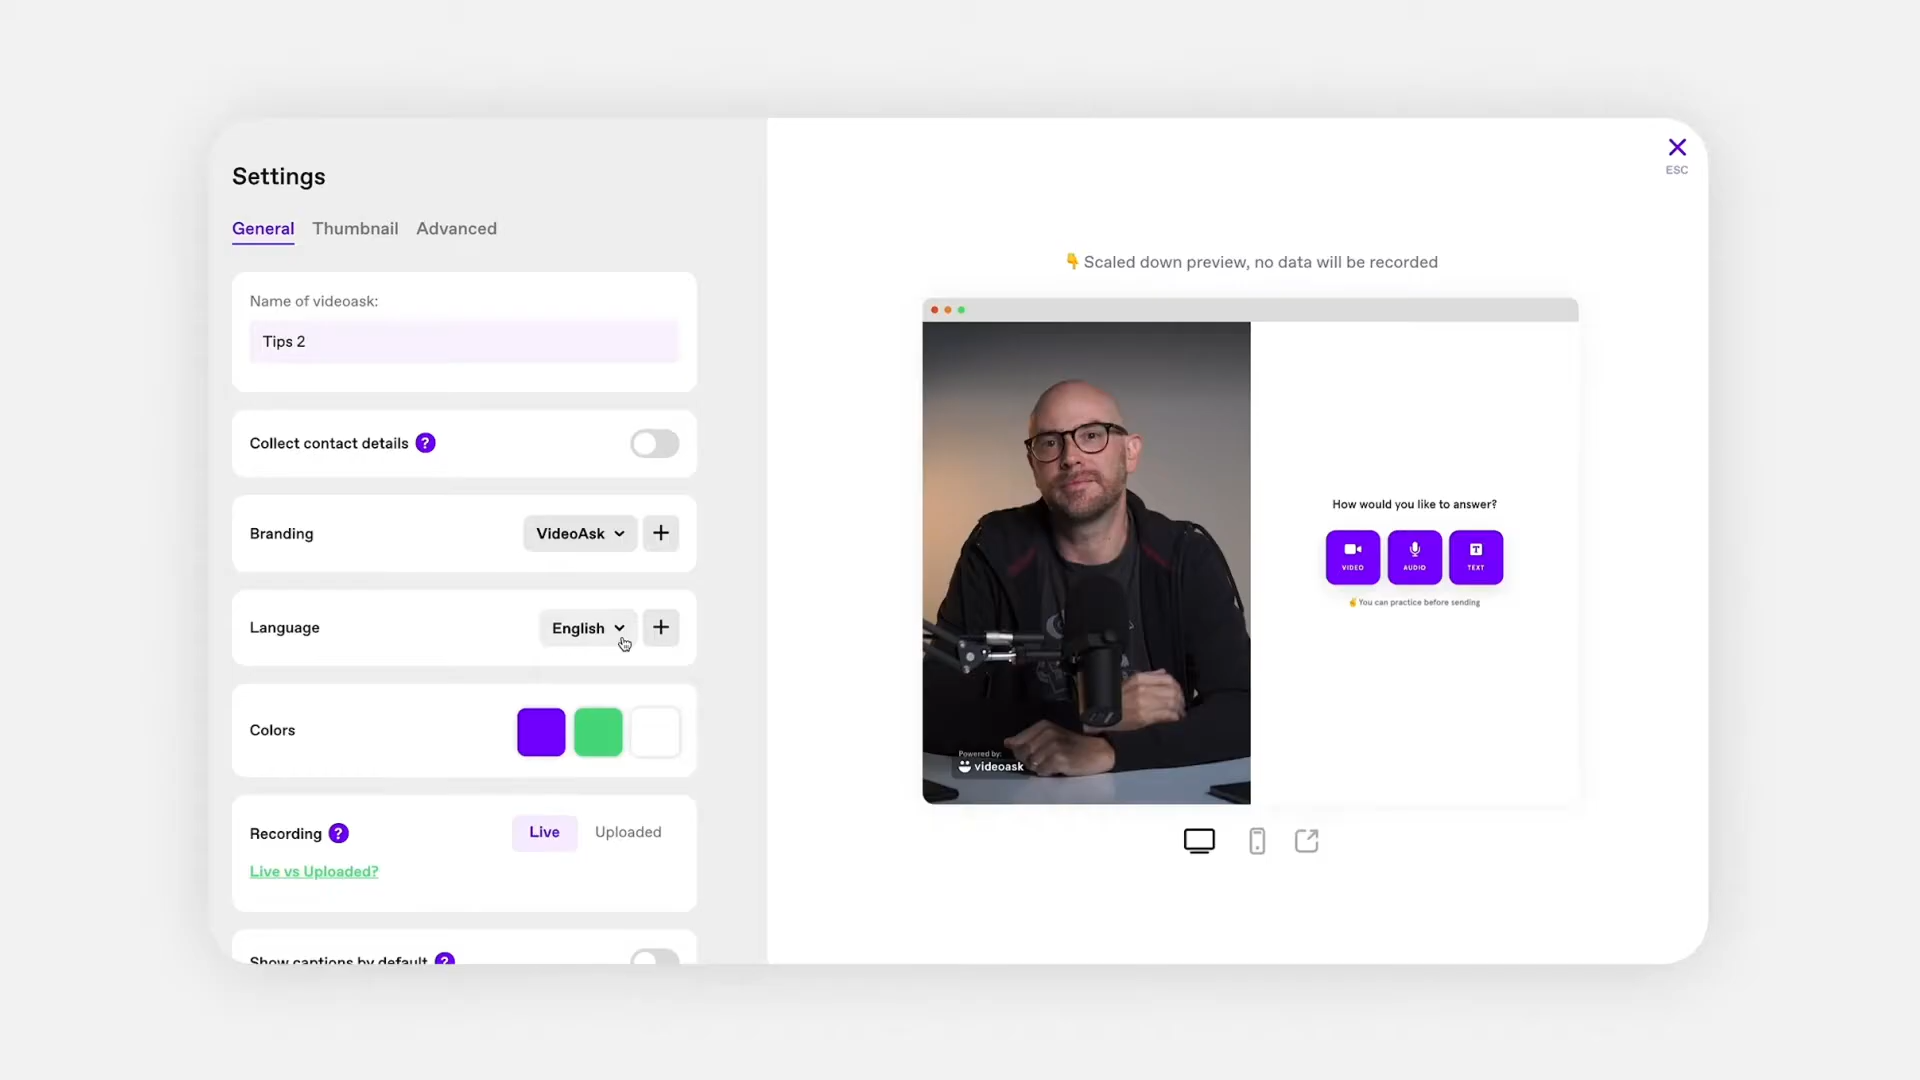 Settings
General Thumbnail Advanced
Name of videoask:
Tips 2
Collect contact details ?
Branding VideoAsk +
Language English +
Colors
Recording ? Live Uploaded
Live vs Uploaded?
Show captions by default ?
ESC
👇 Scaled down preview, no data will be recorded
Powered by:
videoask
How would you like to answer?
VIDEO AUDIO TEXT
✌️You can practice before sending